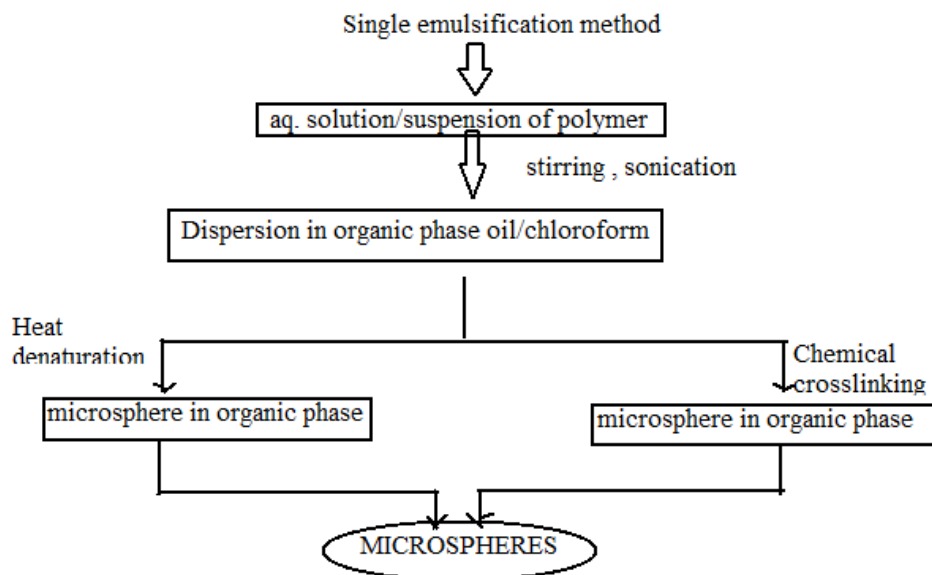 Single emulsification method
aq. solution/suspension of polymer
stirring , sonication
Dispersion in organic phase oil/chloroform
Heat
denaturation
microsphere in organic phase
Chemical
crosslinking
microsphere in organic phase
MICROSPHERES